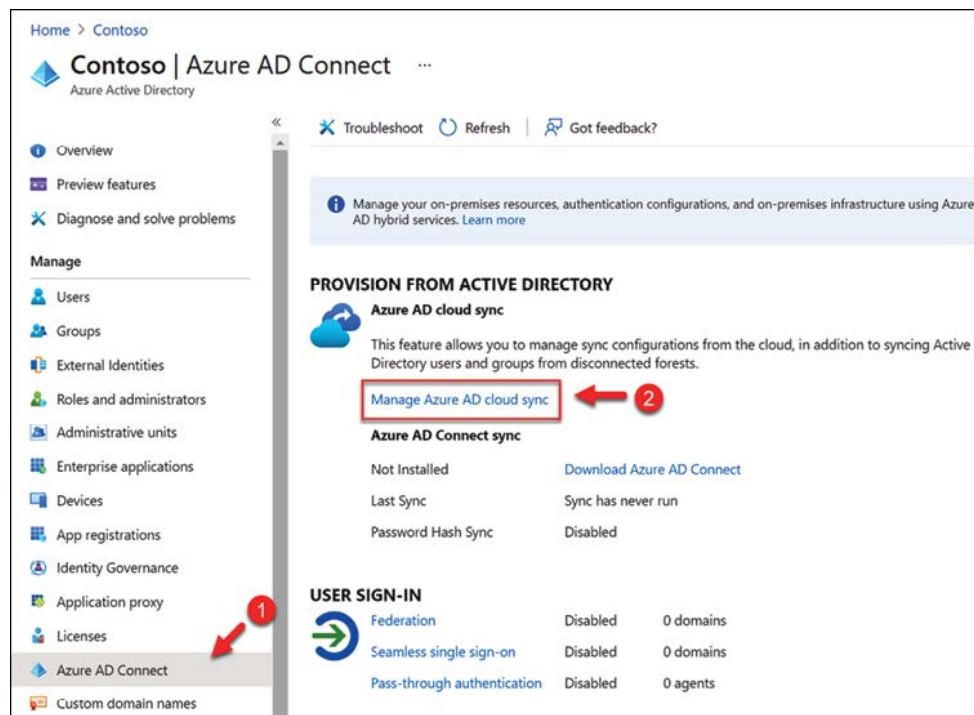 Home > Contoso
Contoso | Azure AD Connect ...
Azure Active Directory
«
Overview
Preview features
Diagnose and solve problems
Manage
Users
Groups
External Identities
Roles and administrators
Administrative units
Enterprise applications
Devices
App registrations
Identity Governance
Application proxy
1
Licenses
Azure AD Connect
Custom domain names
Troubleshoot Refresh | Got feedback?
Manage your on-premises resources, authentication configurations, and on-premises infrastructure using Azure
AD hybrid services. Learn more
PROVISION FROM ACTIVE DIRECTORY
Azure AD cloud sync
This feature allows you to manage sync configurations from the cloud, in addition to syncing Active
Directory users and groups from disconnected forests.
Manage Azure AD cloud sync 2
Azure AD Connect sync
Not Installed Download Azure AD Connect
Last Sync Sync has never run
Password Hash Sync Disabled
USER SIGN-IN
Federation Disabled 0 domains
Seamless single sign-on Disabled 0 domains
Pass-through authentication Disabled 0 agents